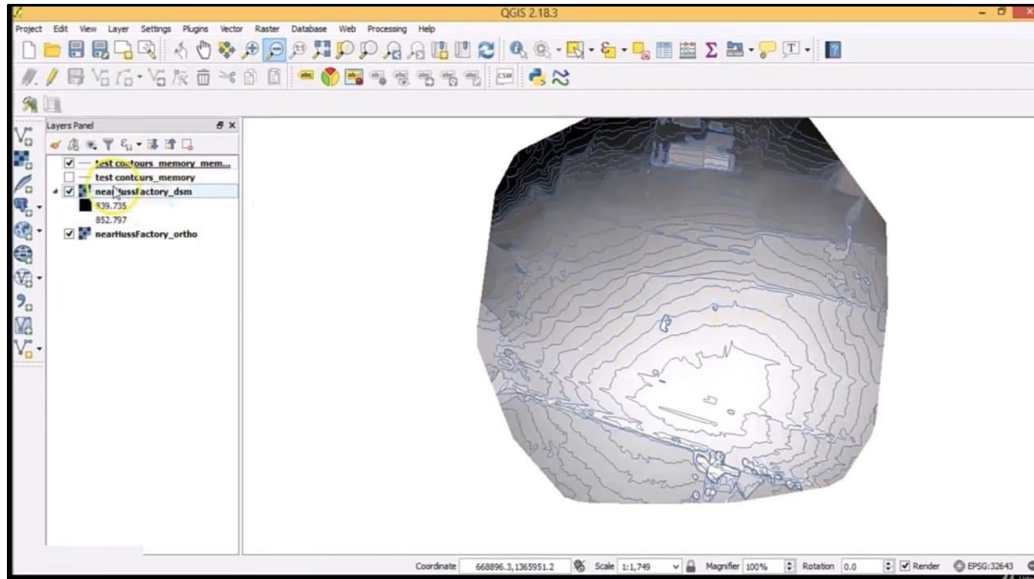 QGIS 2.18.3
Project Edit View Layer Settings Plugins Vector Raster Database Web Processing Help
Layers Panel
test contours_memory_mem...
test contours_memory
nearHussFactory_dsm
839.735
852.797
nearHussFactory_ortho
Coordinate 668896.3,1365951.2 Scale 1:1,749 Magnifier 100% Rotation 0.0 Render EPSG:32643